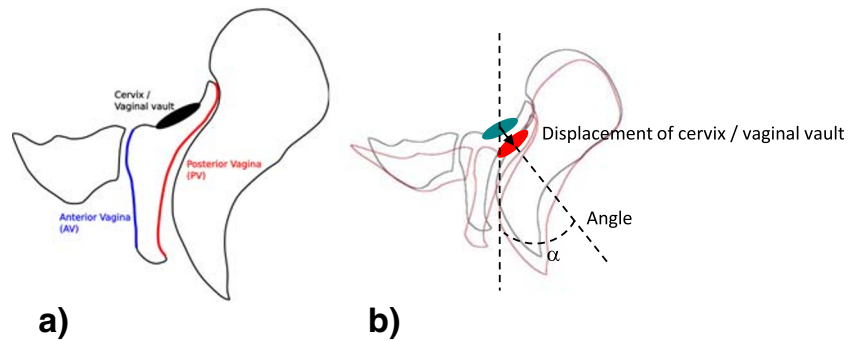 Cervix /
Vaginal vault
Posterior Vagina
(PV)
Anterior Vagina
(AV)
a)
Displacement of cervix / vaginal vault
Angle
α
b)